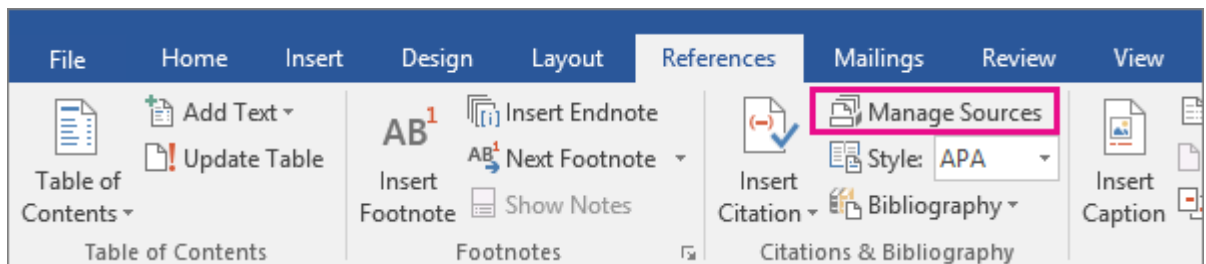 File Home Insert Design Layout References Mailings Review View
Table of
Contents
Add Text
Update Table
Table of Contents
AB1
Insert
Footnote
Insert Endnote
AB1 Next Footnote
Show Notes
Footnotes
Insert
Citation
Manage Sources
Style: APA
Bibliography
Citations & Bibliography
Insert
Caption